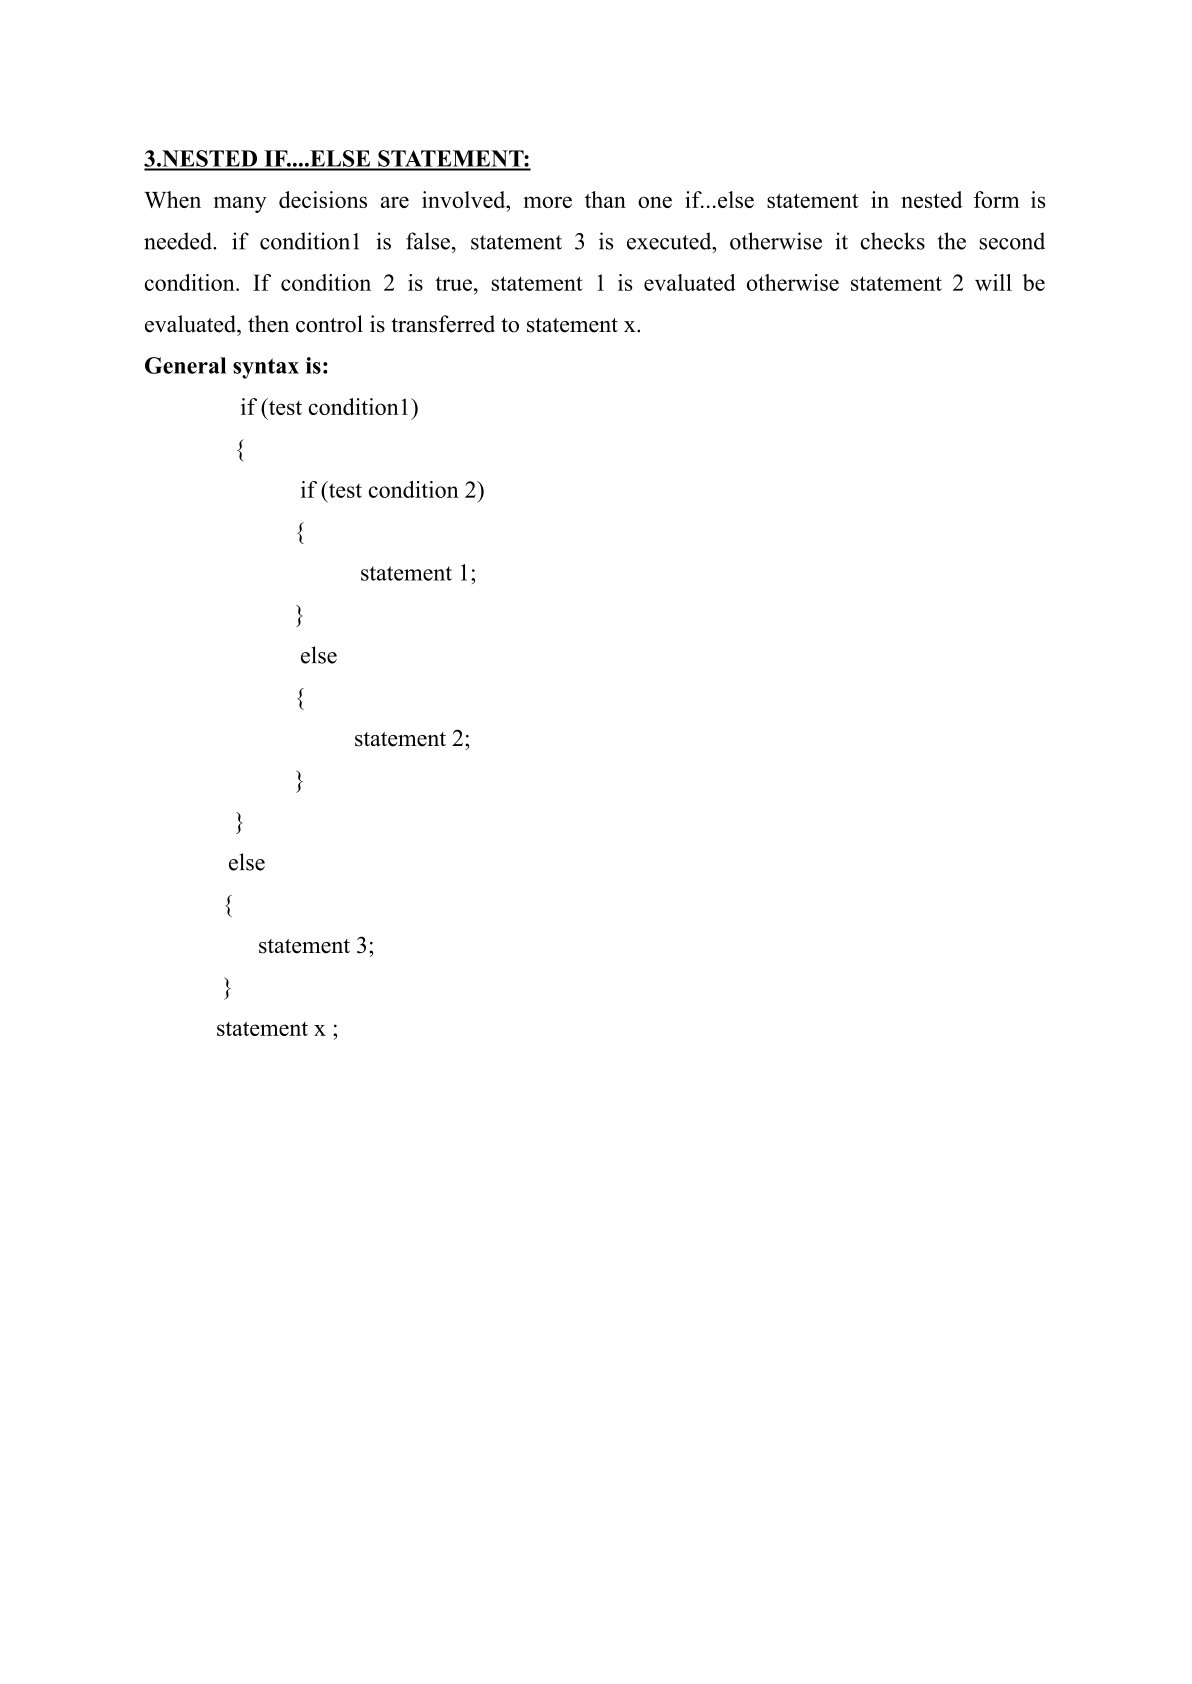 3.NESTED IF....ELSE STATEMENT:
When many decisions are involved, more than one if...else statement in nested form is
needed. if condition1 is false, statement 3 is executed, otherwise it checks the second
condition. If condition 2 is true, statement 1 is evaluated otherwise statement 2 will be
evaluated, then control is transferred to statement x.
General syntax is:
if (test condition1)
{
if (test condition 2)
{
statement 1;
}
else
{
statement 2;
}
}
else
{
statement 3;
}
statement x ;